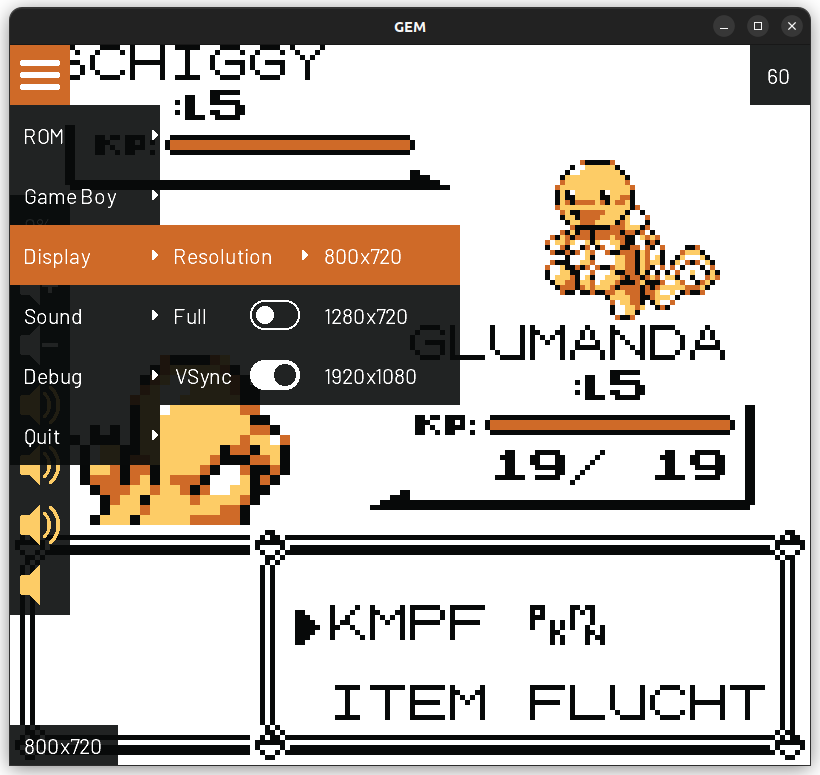 GEM
SCHIGGY
60
:L5
ROM
KP:
Game Boy
Display Resolution 800x720
Sound Full 1280x720
GLUMANDA
Debug VSync 1920x1080
:L5
KP:
Quit
19/ 19
KMPF PKMN
ITEM FLUCHT
800x720